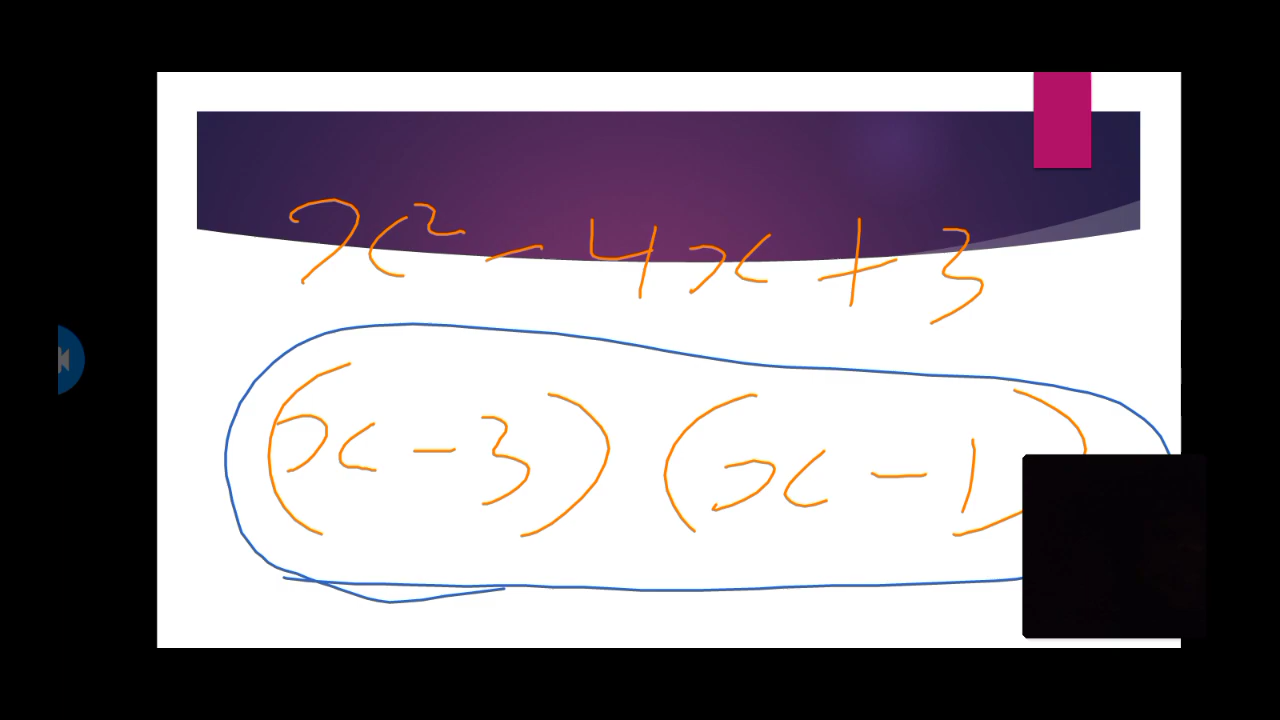 x² - 4x + 3
(x - 3) (x - 1)